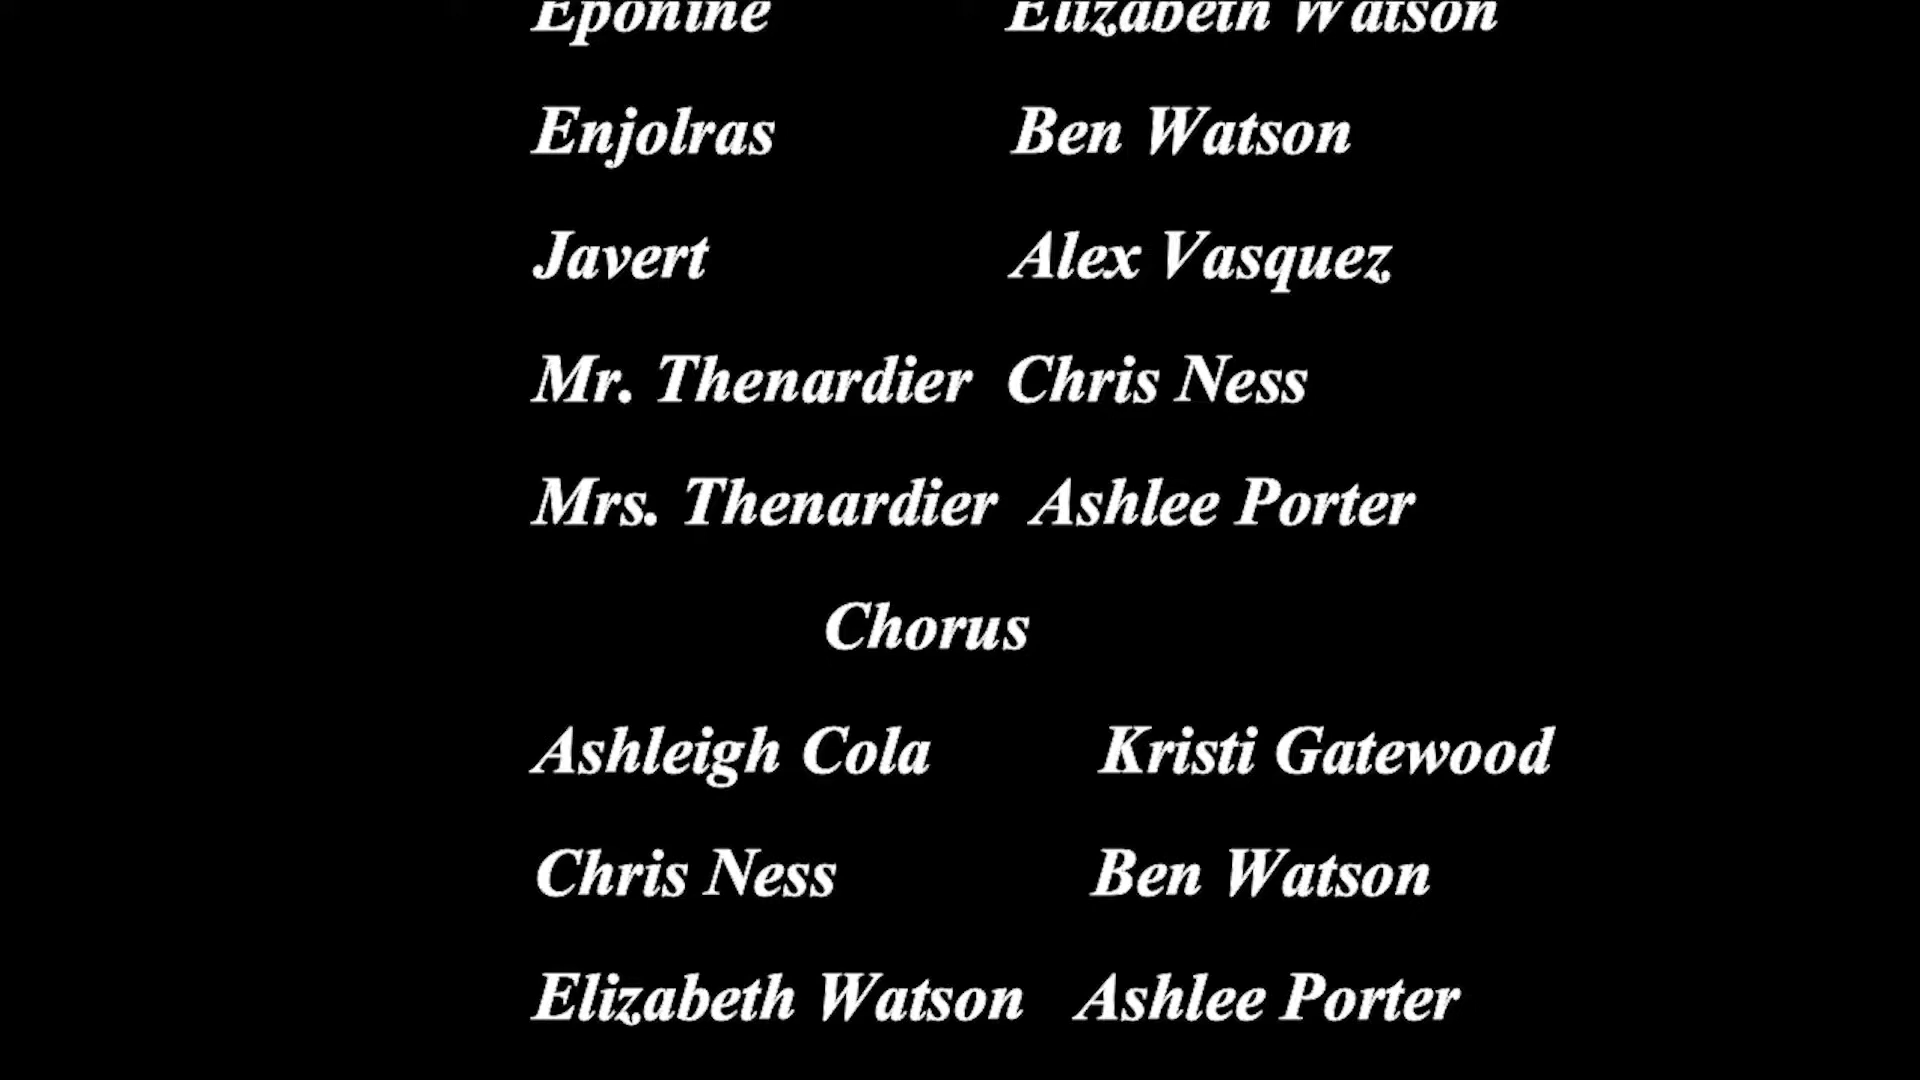 Eponine Elizabeth Watson
Enjolras Ben Watson
Javert Alex Vasquez
Mr. Thenardier Chris Ness
Mrs. Thenardier Ashlee Porter
Chorus
Ashleigh Cola Kristi Gatewood
Chris Ness Ben Watson
Elizabeth Watson Ashlee Porter